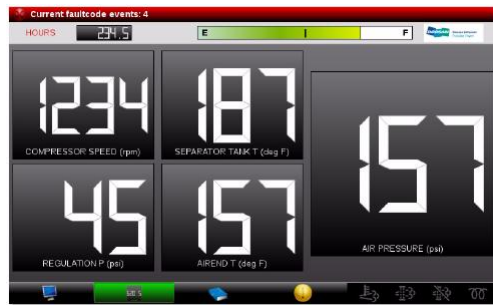 Current faultcode events: 4
HOURS 234.5 E F
1234
COMPRESSOR SPEED (rpm)
187
SEPARATOR TANK T (deg F)
157
AIR PRESSURE (psi)
45
REGULATION P (psi)
157
AIREND T (deg F)